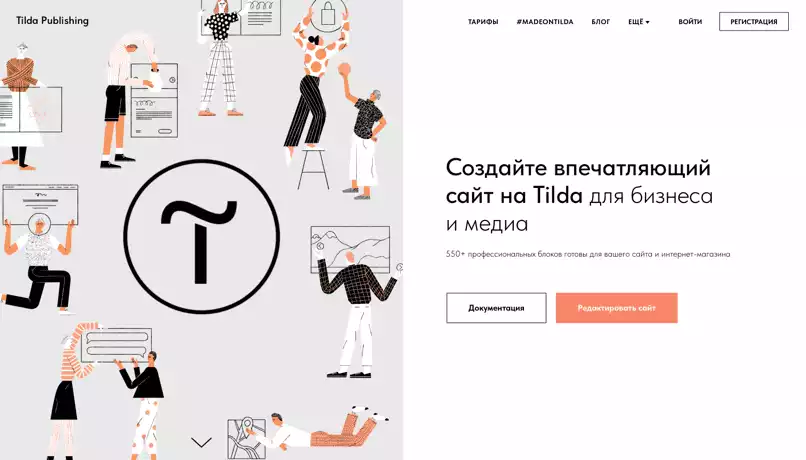 Tilda Publishing
ТАРИФЫ
#MADEONTILDA
БЛОГ
ЕЩЁ
ВОЙТИ
РЕГИСТРАЦИЯ
Создайте впечатляющий
сайт на Tilda для бизнеса
и медиа
550+ профессиональных блоков готовы для вашего сайта и интернет-магазина
Документация
Редактировать сайт